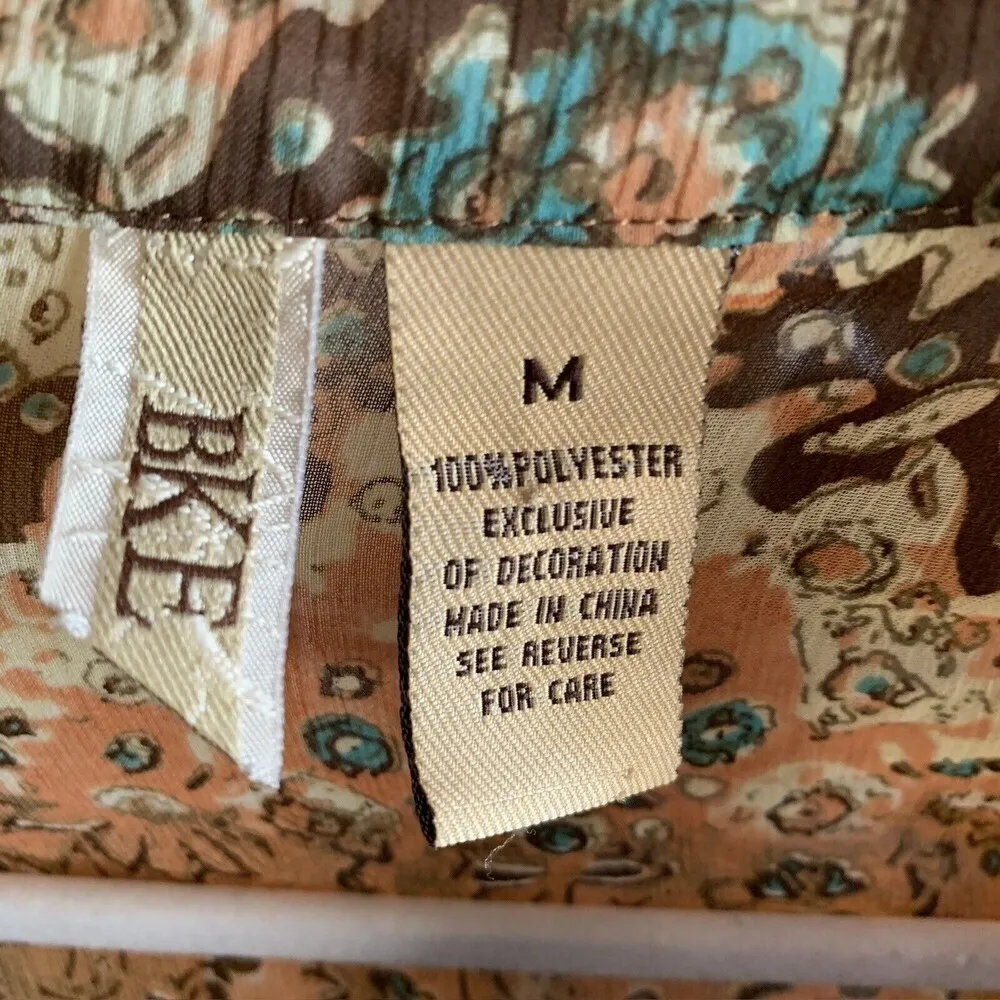 BKE
M
100% POLYESTER
EXCLUSIVE
OF DECORATION
MADE IN CHINA
SEE REVERSE
FOR CARE